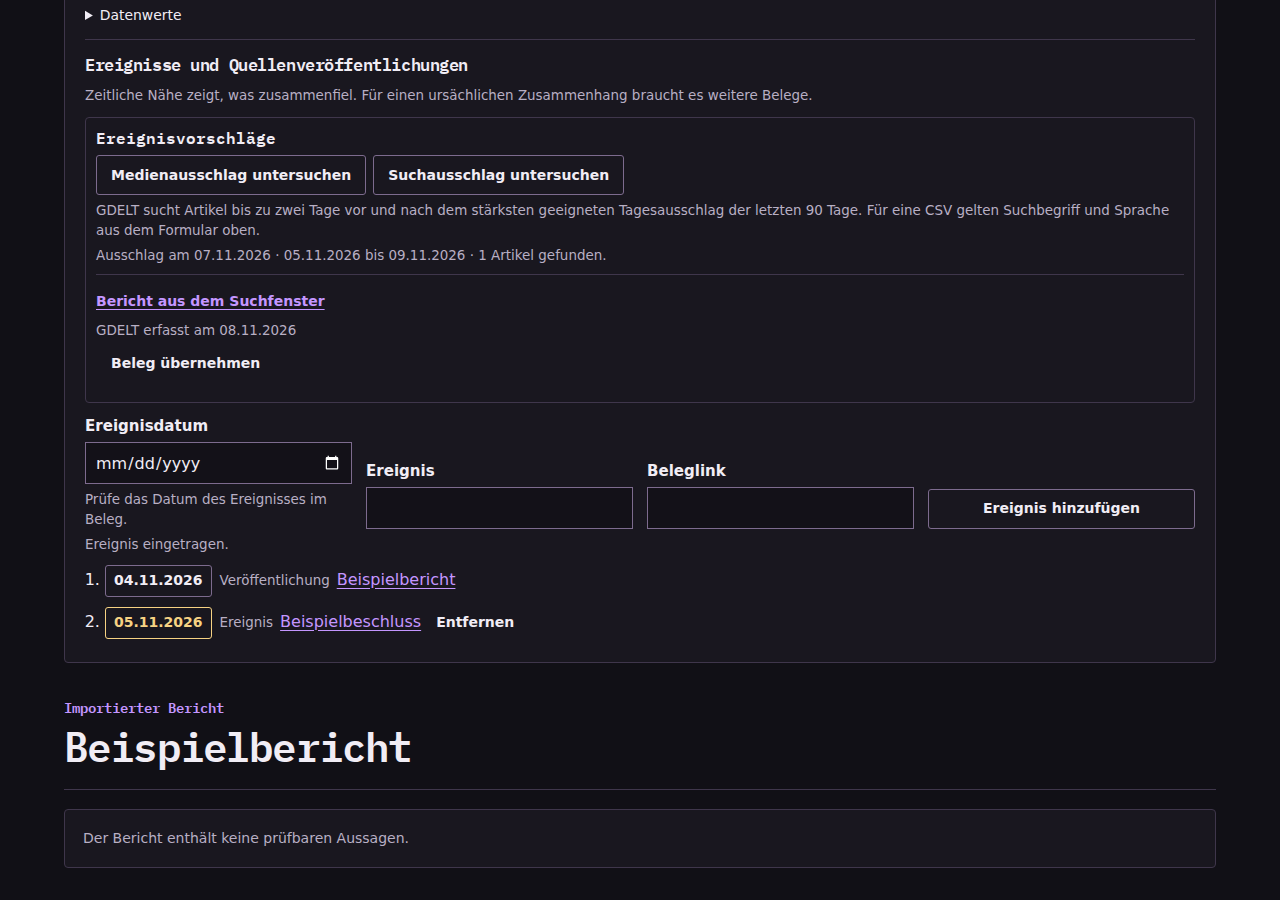 Datenwerte
Ereignisse und Quellenveröffentlichungen
Zeitliche Nähe zeigt, was zusammenfiel. Für einen ursächlichen Zusammenhang braucht es weitere Belege.
Ereignisvorschläge
Medienausschlag untersuchen
Suchausschlag untersuchen
GDELT sucht Artikel bis zu zwei Tage vor und nach dem stärksten geeigneten Tagesausschlag der letzten 90 Tage. Für eine CSV gelten Suchbegriff und Sprache
aus dem Formular oben.
Ausschlag am 07.11.2026 · 05.11.2026 bis 09.11.2026 · 1 Artikel gefunden.
Bericht aus dem Suchfenster
GDELT erfasst am 08.11.2026
Beleg übernehmen
Ereignisdatum
mm/dd/yyyy
Prüfe das Datum des Ereignisses im
Beleg.
Ereignis
Beleglink
Ereignis hinzufügen
Ereignis eingetragen.
1. 04.11.2026 Veröffentlichung Beispielbericht
2. 05.11.2026 Ereignis Beispielbeschluss Entfernen
Importierter Bericht
Beispielbericht
Der Bericht enthält keine prüfbaren Aussagen.